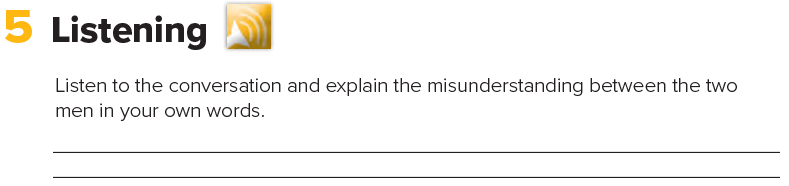 5 Listening
Listen to the conversation and explain the misunderstanding between the two
men in your own words.